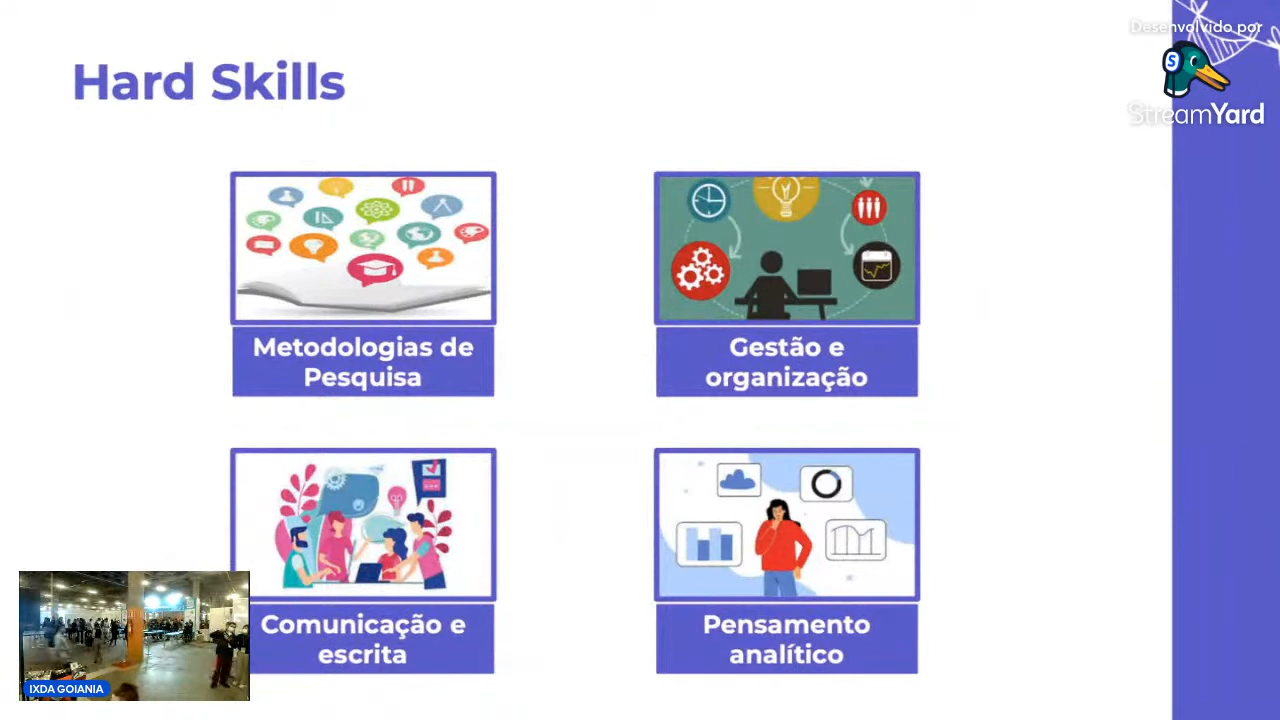 Desenvolvido por
StreamYard
Hard Skills
Metodologias de
Pesquisa
Gestão e
organização
Comunicação e
escrita
Pensamento
analítico
IXDA GOIANIA